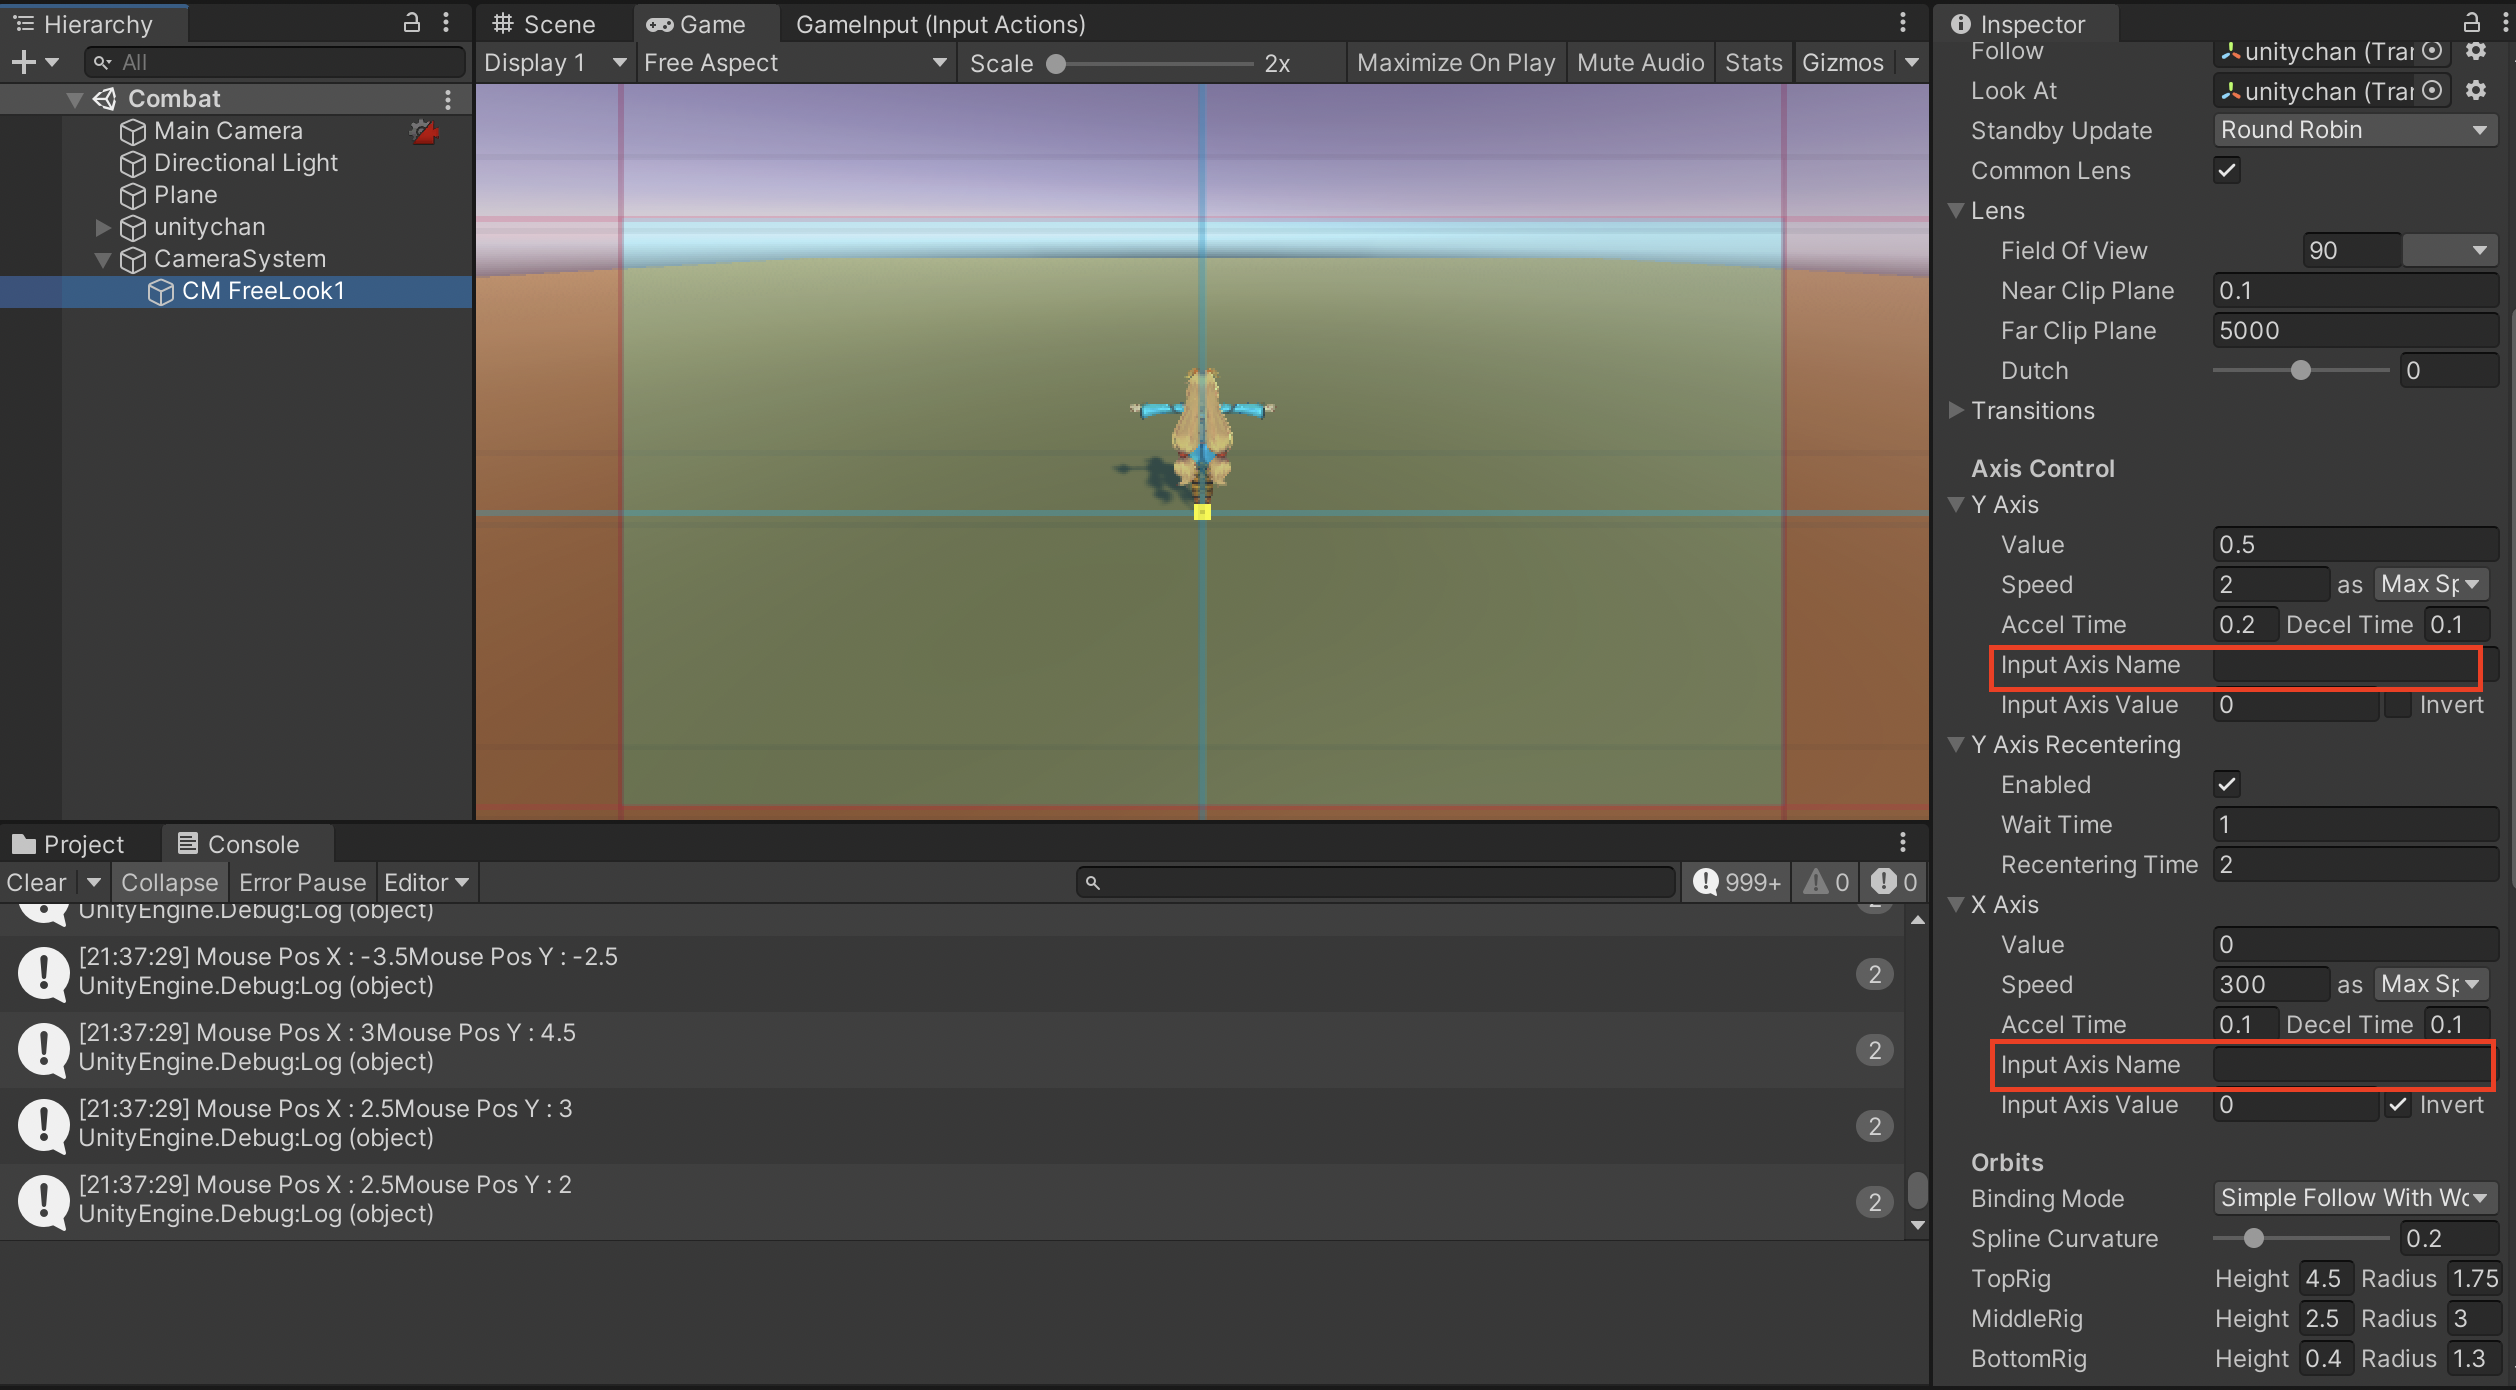 Hierarchy
All
Combat
Main Camera
Directional Light
Plane
unitychan
CameraSystem
CM FreeLook1
Scene
Game
GameInput (Input Actions)
Display 1
Free Aspect
Scale
2x
Maximize On Play
Mute Audio
Stats
Gizmos
Project
Console
Clear
Collapse
Error Pause
Editor
999+
0
0
UnityEngine.Debug:Log (object)
2
[21:37:29] Mouse Pos X : -3.5Mouse Pos Y : -2.5
UnityEngine.Debug:Log (object)
2
[21:37:29] Mouse Pos X : 3Mouse Pos Y : 4.5
UnityEngine.Debug:Log (object)
2
[21:37:29] Mouse Pos X : 2.5Mouse Pos Y : 3
UnityEngine.Debug:Log (object)
2
[21:37:29] Mouse Pos X : 2.5Mouse Pos Y : 2
UnityEngine.Debug:Log (object)
2
Inspector
Follow unitychan (Trar
Look At unitychan (Trar
Standby Update Round Robin
Common Lens
Lens
Field Of View 90
Near Clip Plane 0.1
Far Clip Plane 5000
Dutch 0
Transitions
Axis Control
Y Axis
Value 0.5
Speed 2 as Max Sp
Accel Time 0.2 Decel Time 0.1
Input Axis Name
Input Axis Value 0 Invert
Y Axis Recentering
Enabled
Wait Time 1
Recentering Time 2
X Axis
Value 0
Speed 300 as Max Sp
Accel Time 0.1 Decel Time 0.1
Input Axis Name
Input Axis Value 0 Invert
Orbits
Binding Mode Simple Follow With Wo
Spline Curvature 0.2
TopRig Height 4.5 Radius 1.75
MiddleRig Height 2.5 Radius 3
BottomRig Height 0.4 Radius 1.3